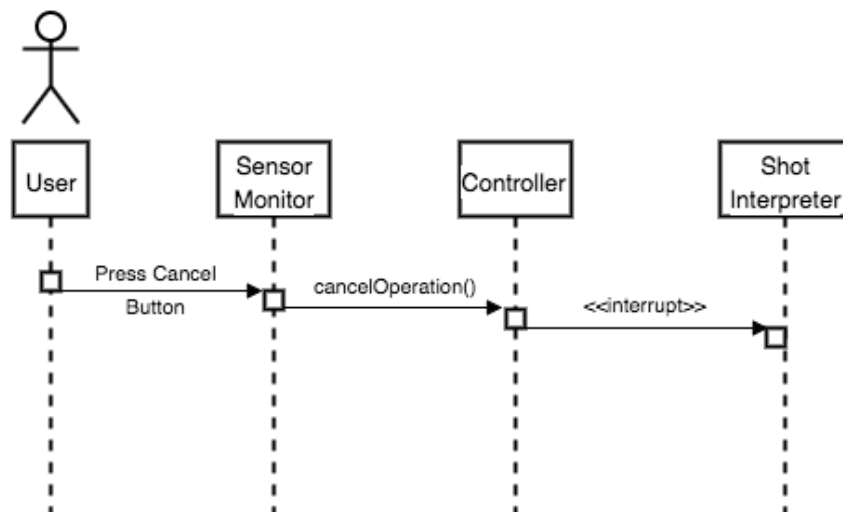 User
Sensor
Monitor
Controller
Shot
Interpreter
Press Cancel
Button
cancelOperation()
<<interrupt>>